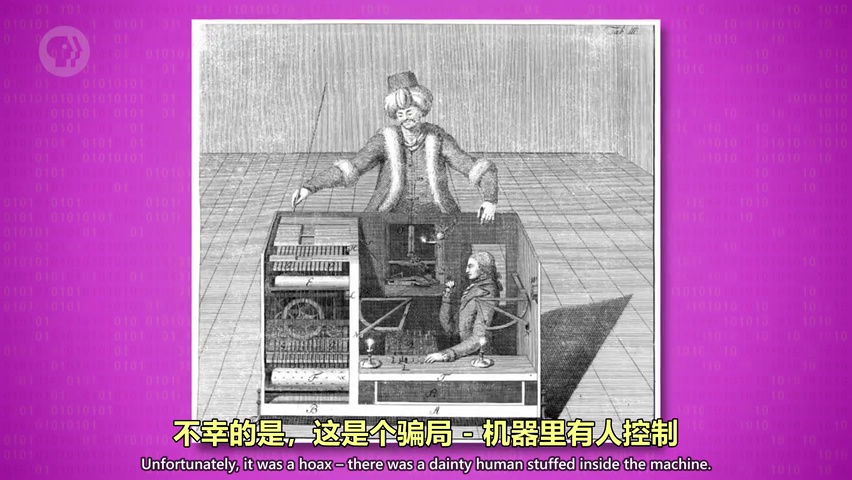 Tab. III.
不幸的是，这是个骗局 - 机器里有人控制
Unfortunately, it was a hoax – there was a dainty human stuffed inside the machine.